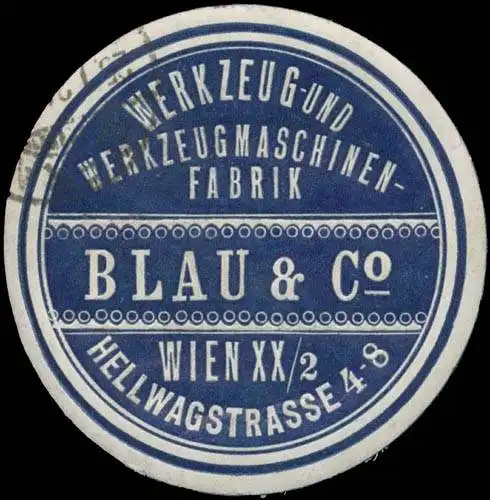 WERKZEUG-UND
WERKZEUGMASCHINEN-
FABRIK
BLAU & Cº
WIEN XX/2
HELLWAGSTRASSE 4-8